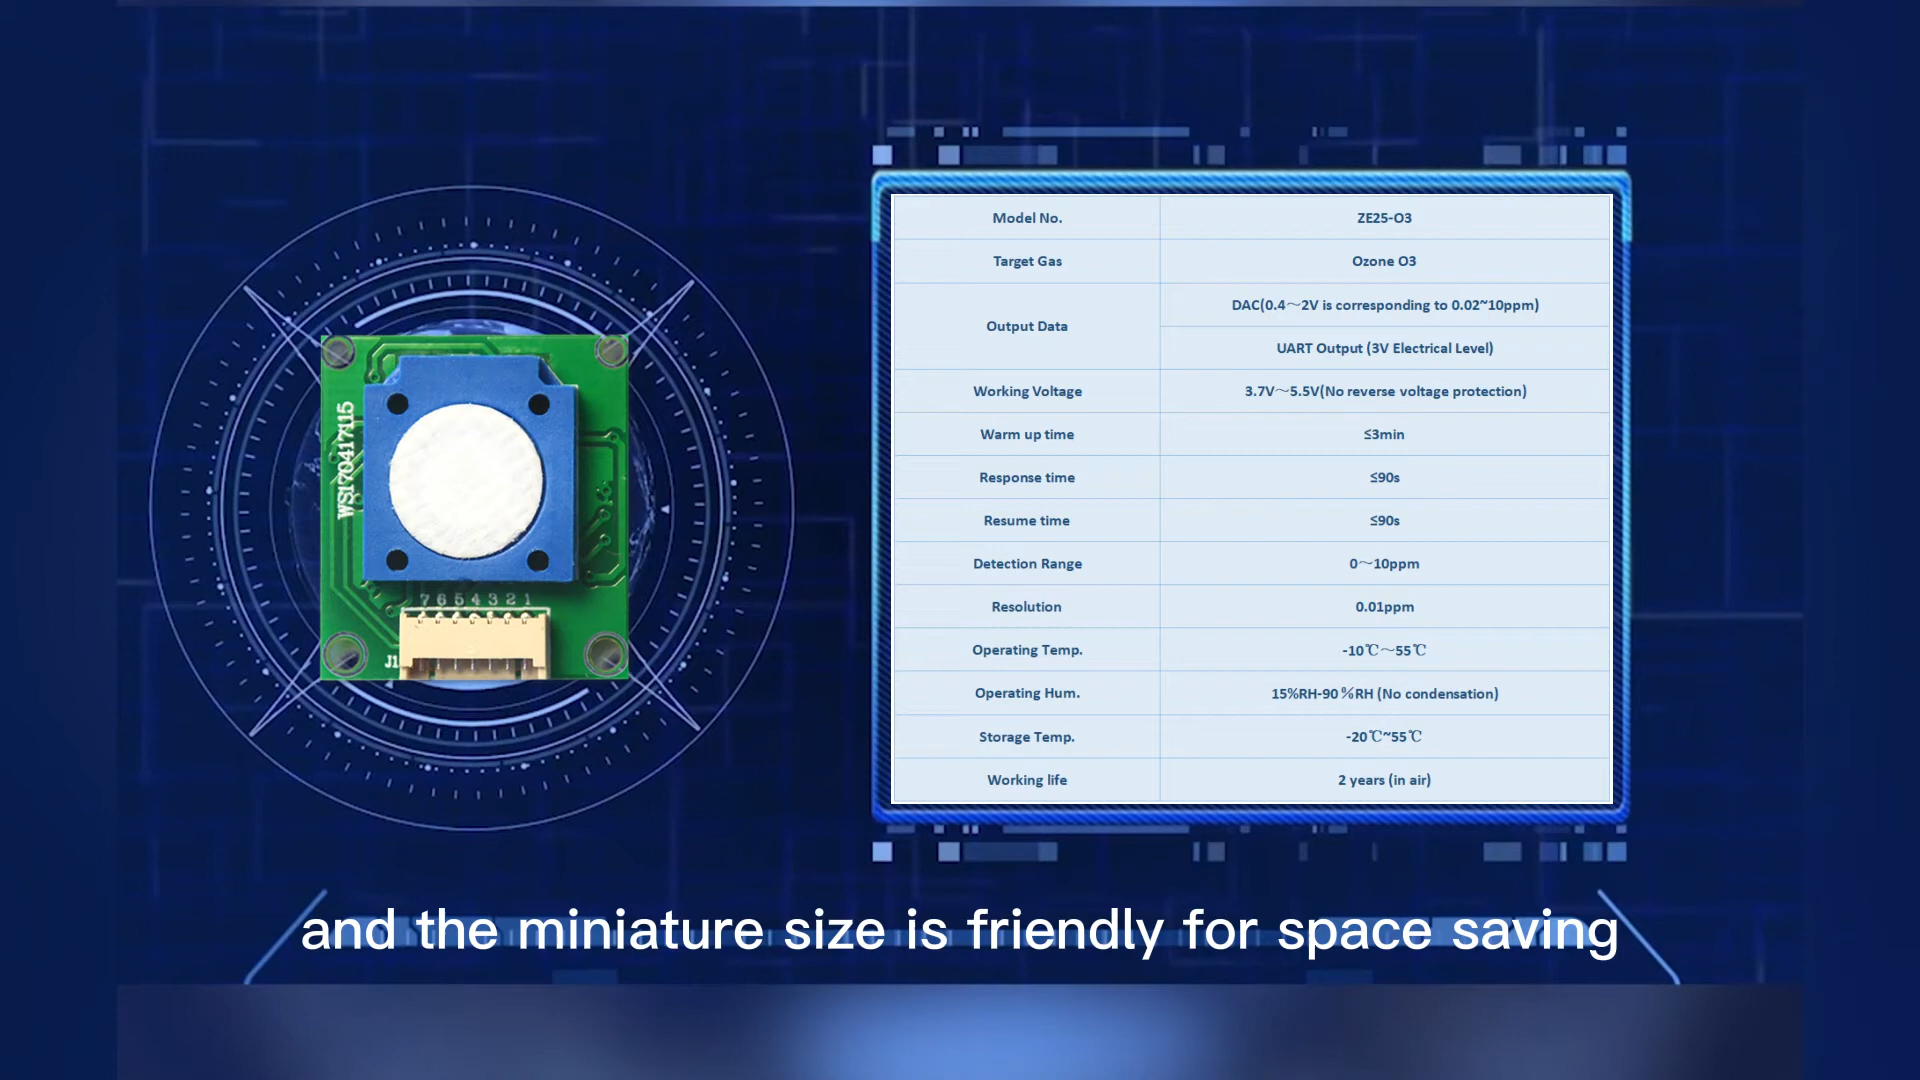 Model No. ZE25-O3
Target Gas Ozone O3
Output Data DAC(0.4～2V is corresponding to 0.02~10ppm)
UART Output (3V Electrical Level)
Working Voltage 3.7V～5.5V(No reverse voltage protection)
Warm up time ≤3min
Response time ≤90s
Resume time ≤90s
Detection Range 0～10ppm
Resolution 0.01ppm
Operating Temp. -10℃～55℃
Operating Hum. 15%RH-90％RH (No condensation)
Storage Temp. -20℃~55℃
Working life 2 years (in air)
WS170417115
7 6 5 4 3 2 1
J1
and the miniature size is friendly for space saving